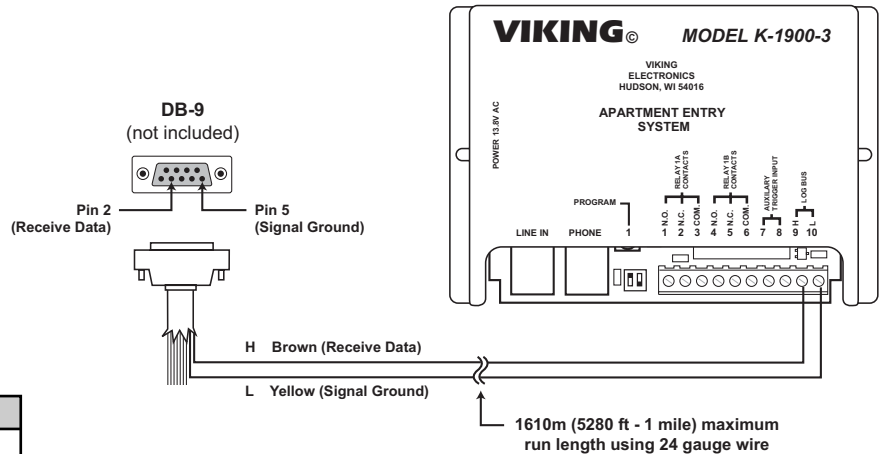 VIKING©
MODEL K-1900-3
VIKING
ELECTRONICS
HUDSON, WI 54016
APARTMENT ENTRY
SYSTEM
POWER 13.8V AC
DB-9
(not included)
Pin 2
(Receive Data)
Pin 5
(Signal Ground)
PROGRAM
LINE IN
PHONE
1
RELAY 1A
CONTACTS
RELAY 1B
CONTACTS
AUXILARY
TRIGGER INPUT
LOG BUS
N.O. N.C. COM. N.O. N.C. COM. H L
1 2 3 4 5 6 7 8 9 10
H Brown (Receive Data)
L Yellow (Signal Ground)
1610m (5280 ft - 1 mile) maximum
run length using 24 gauge wire